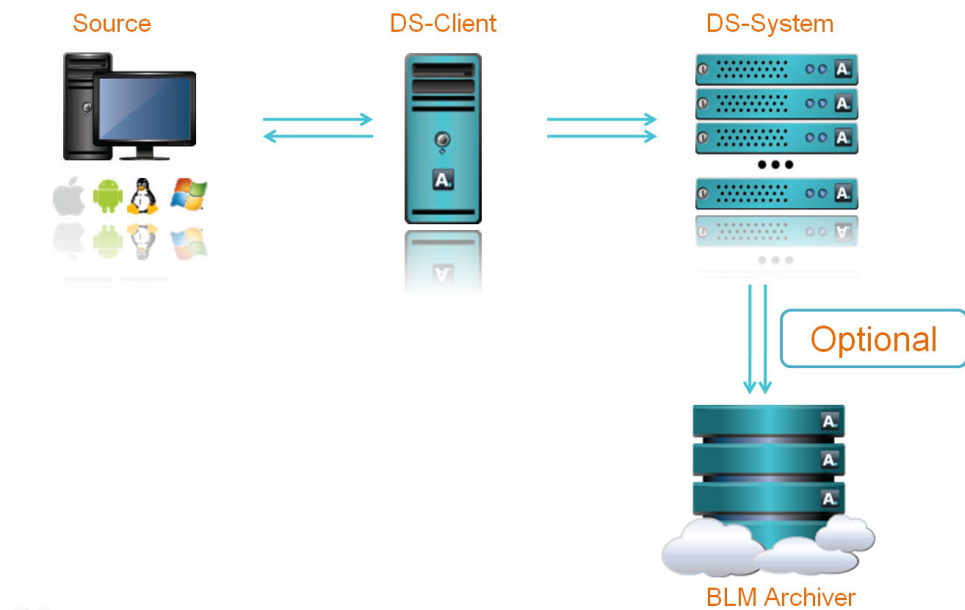 Source
DS-Client
DS-System
A.
A.
A.
A.
A.
Optional
A.
A.
A.
BLM Archiver